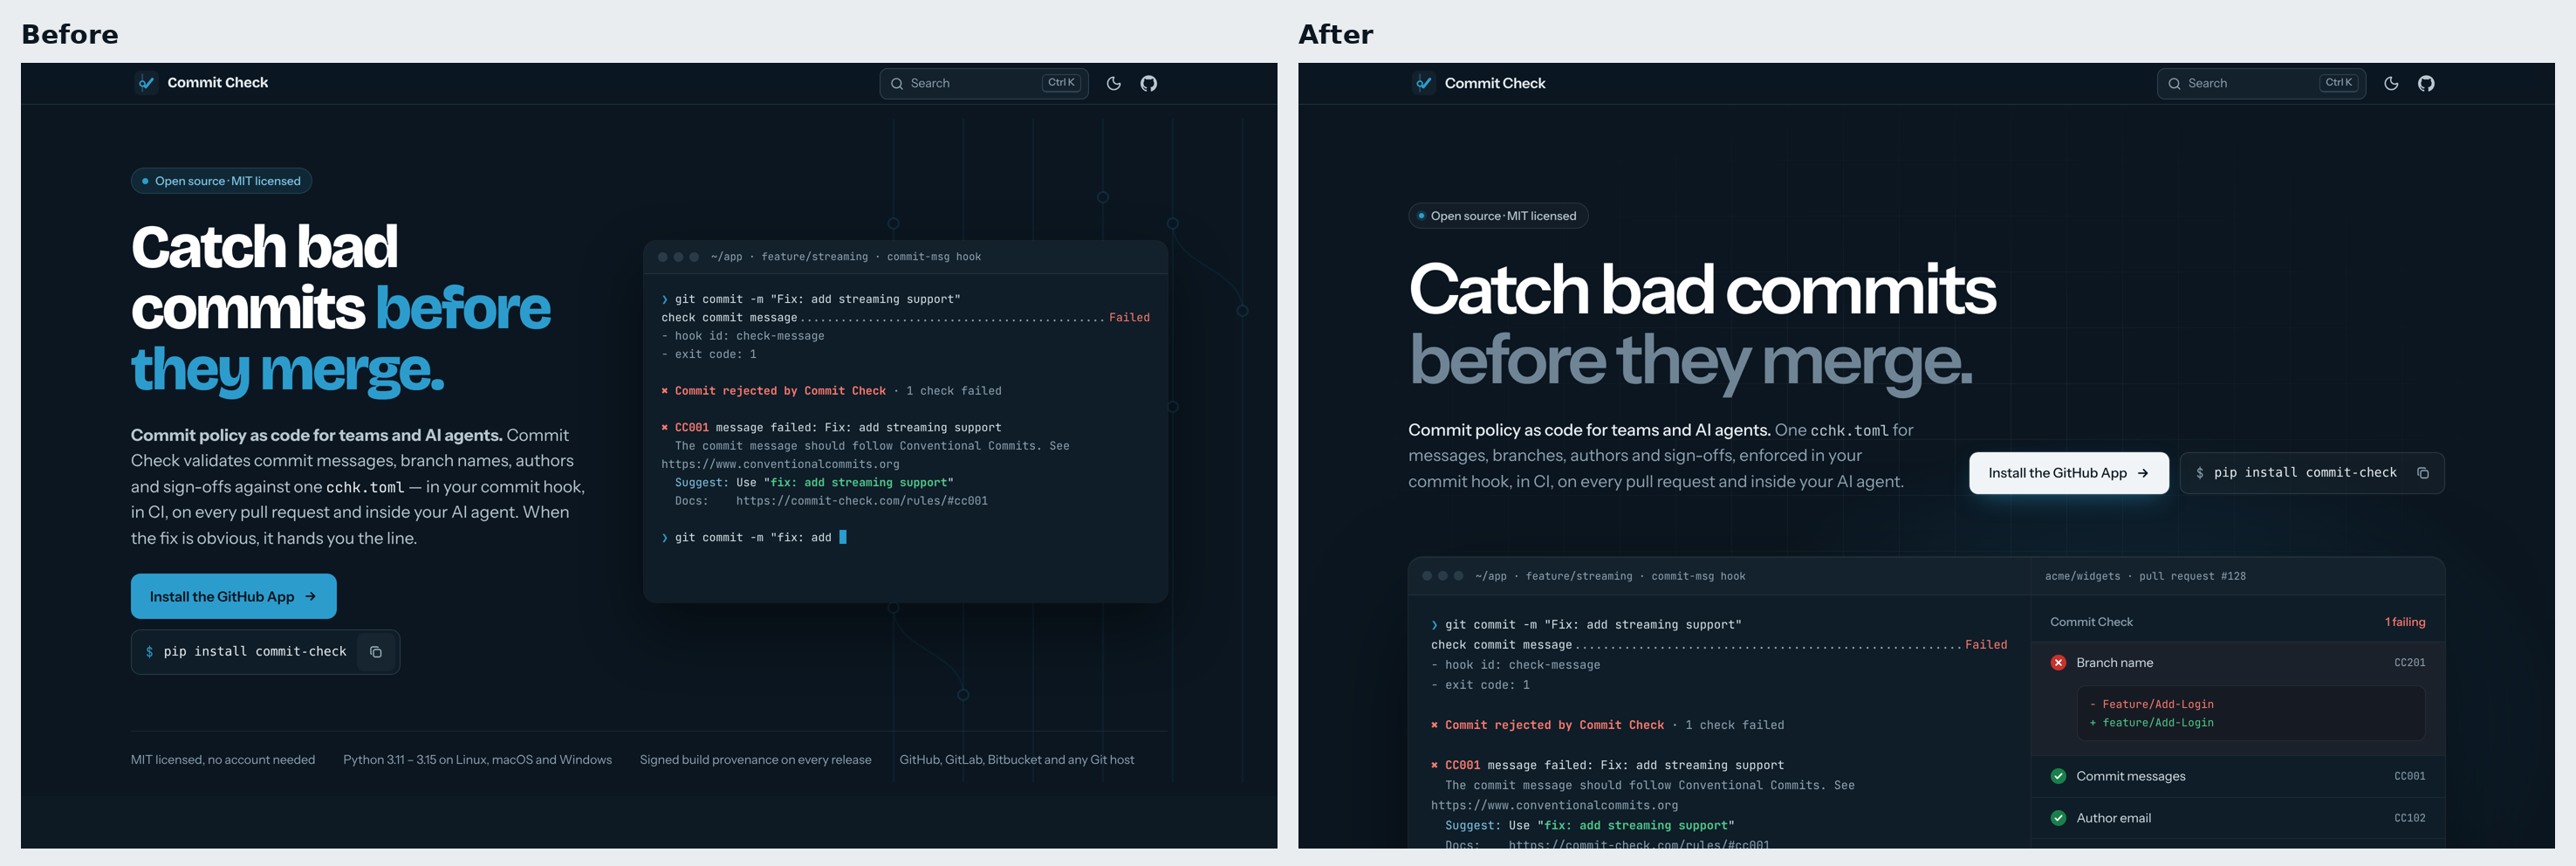 Before
Commit Check
Search
Ctrl K
Open source · MIT licensed
Catch bad
commits before
they merge.
Commit policy as code for teams and AI agents. Commit
Check validates commit messages, branch names, authors
and sign-offs against one cchk.toml — in your commit hook,
in CI, on every pull request and inside your AI agent. When
the fix is obvious, it hands you the line.
Install the GitHub App →
$ pip install commit-check
~/app · feature/streaming · commit-msg hook
❯ git commit -m "Fix: add streaming support"
check commit message.............................................Failed
- hook id: check-message
- exit code: 1
✖ Commit rejected by Commit Check · 1 check failed
✖ CC001 message failed: Fix: add streaming support
The commit message should follow Conventional Commits. See
https://www.conventionalcommits.org
Suggest: Use "fix: add streaming support"
Docs: https://commit-check.com/rules/#cc001
❯ git commit -m "fix: add
MIT licensed, no account needed
Python 3.11 – 3.15 on Linux, macOS and Windows
Signed build provenance on every release
GitHub, GitLab, Bitbucket and any Git host
After
Commit Check
Search
Ctrl K
Open source · MIT licensed
Catch bad commits
before they merge.
Commit policy as code for teams and AI agents. One cchk.toml for
messages, branches, authors and sign-offs, enforced in your
commit hook, in CI, on every pull request and inside your AI agent.
Install the GitHub App →
$ pip install commit-check
~/app · feature/streaming · commit-msg hook
❯ git commit -m "Fix: add streaming support"
check commit message.........................................................Failed
- hook id: check-message
- exit code: 1
✖ Commit rejected by Commit Check · 1 check failed
✖ CC001 message failed: Fix: add streaming support
The commit message should follow Conventional Commits. See
https://www.conventionalcommits.org
Suggest: Use "fix: add streaming support"
Docs: https://commit-check.com/rules/#cc001
acme/widgets · pull request #128
Commit Check
1 failing
Branch name
CC201
- Feature/Add-Login
+ feature/Add-Login
Commit messages
CC001
Author email
CC102